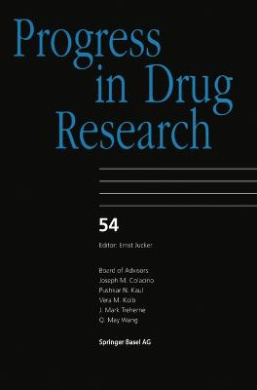 Progress
in Drug
Research
54
Editor: Ernst Jucker
Board of Advisors
Joseph M. Colacino
Pushkar N. Kaul
Vera M. Kolb
J. Mark Treherne
Q. May Wang
Springer Basel AG